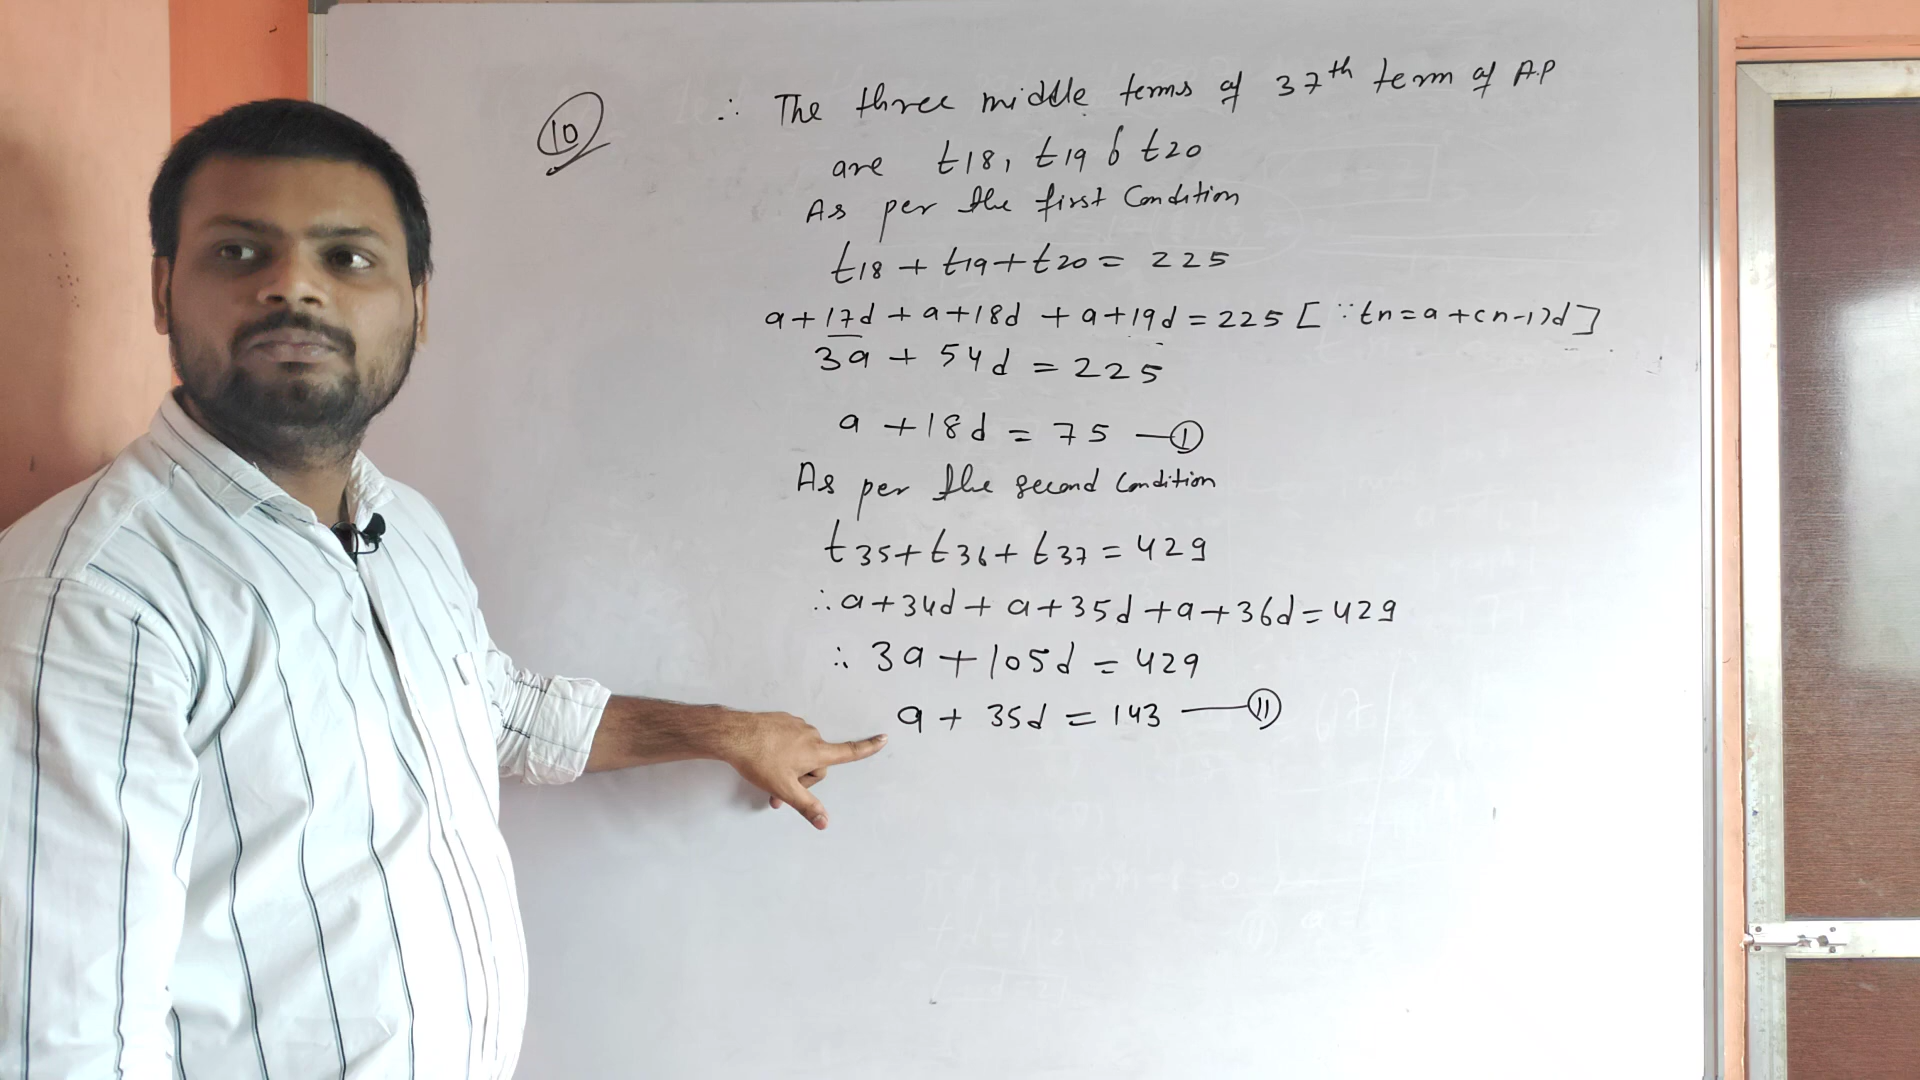 10
∴ The three middle terms of 37th term of A.P
are t18, t19 & t20
As per the first Condition
t18 + t19 + t20 = 225
a+17d + a+18d + a+19d = 225 [∵ tn = a + (n-1)d]
3a + 54d = 225
a + 18d = 75 — I
As per the second Condition
t35 + t36 + t37 = 429
∴ a+34d + a+35d + a+36d = 429
∴ 3a + 105d = 429
a + 35d = 143 — II